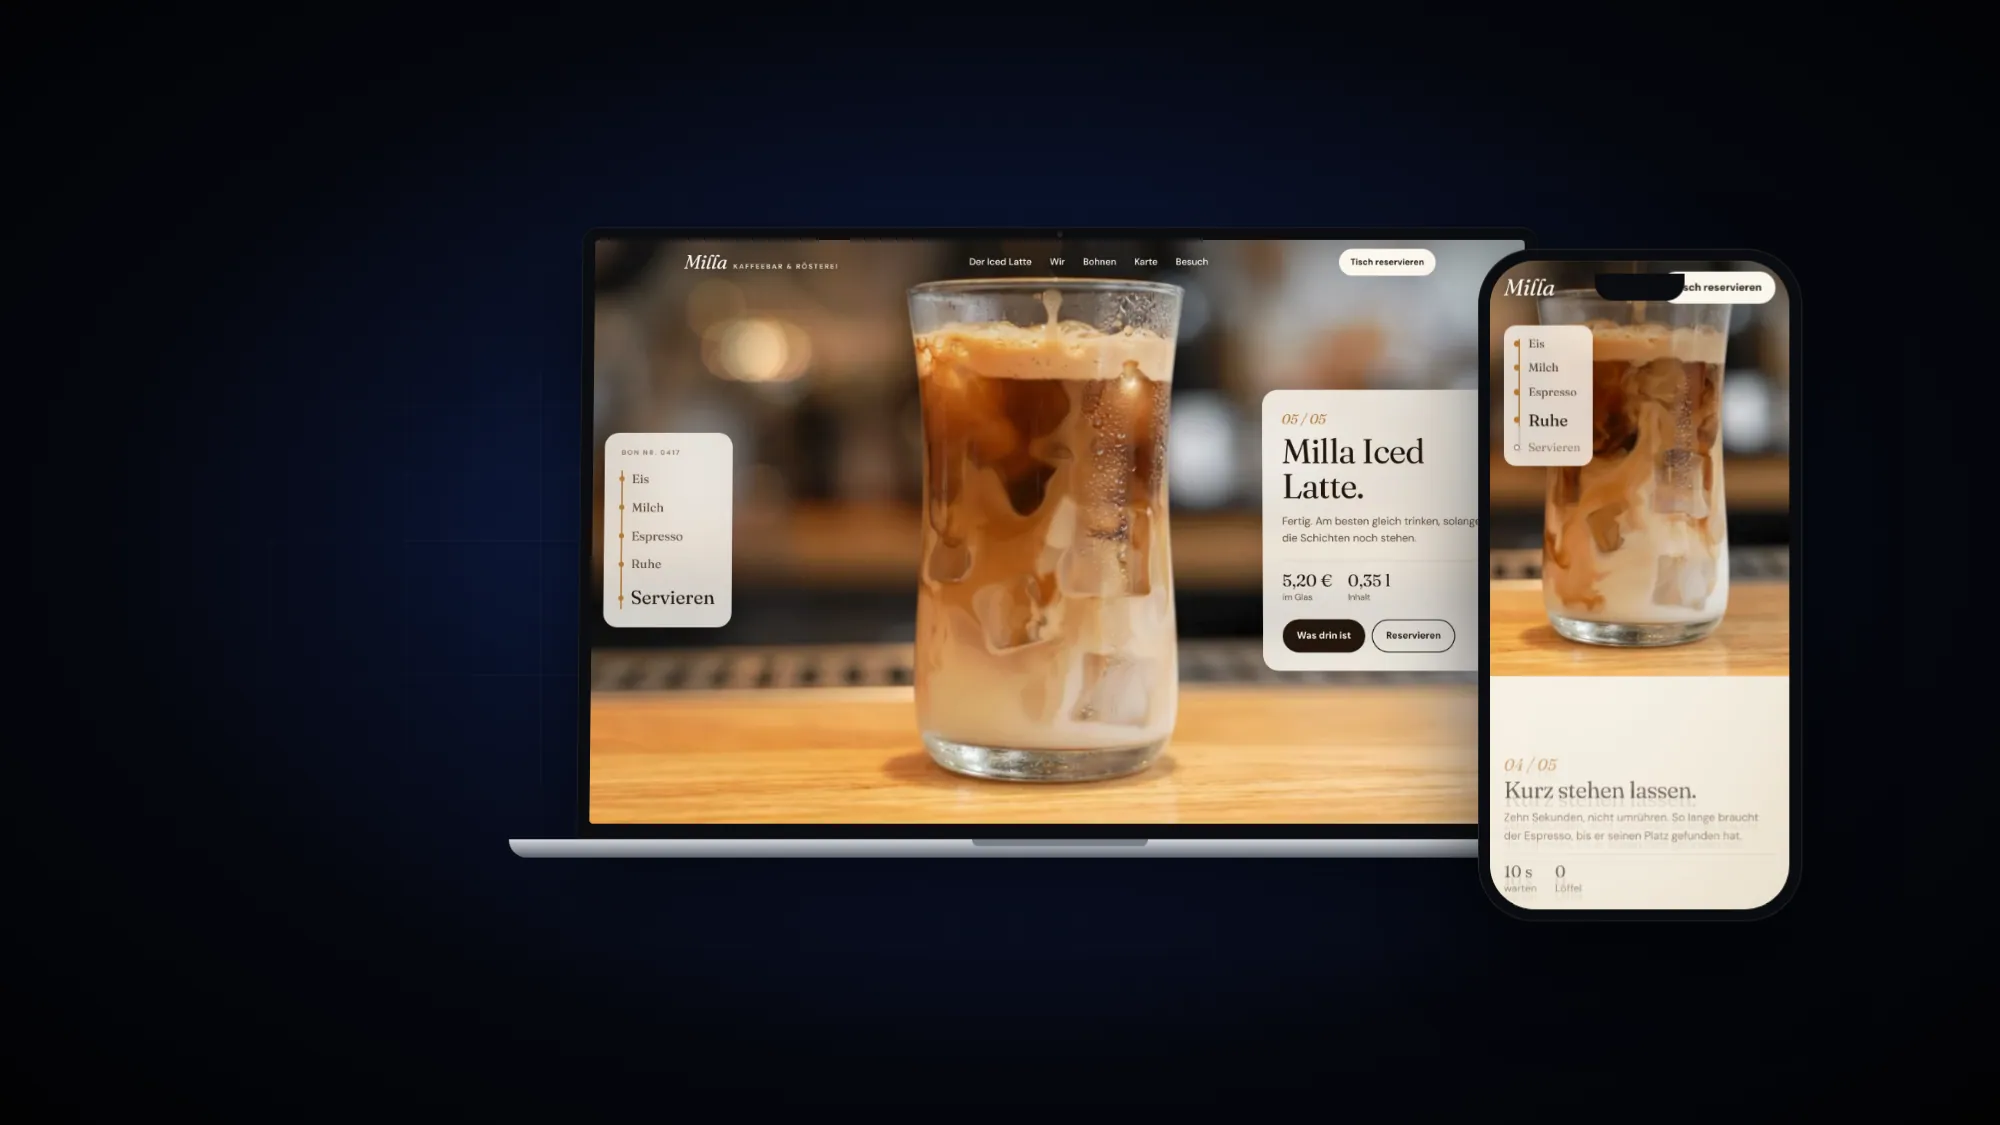 Milla KAFFEEBAR & RÖSTEREI
Der Iced Latte Wir Bohnen Karte Besuch
Tisch reservieren
BON NR. 0417
Eis
Milch
Espresso
Ruhe
Servieren
05 / 05
Milla Iced
Latte.
Fertig. Am besten gleich trinken, solange
die Schichten noch stehen.
5,20 € 0,35 l
im Glas Inhalt
Was drin ist Reservieren
Milla
sch reservieren
Eis
Milch
Espresso
Ruhe
Servieren
04 / 05
Kurz stehen lassen.
Zehn Sekunden, nicht umrühren. So lange braucht
der Espresso, bis er seinen Platz gefunden hat.
10 s 0
warten Löffel